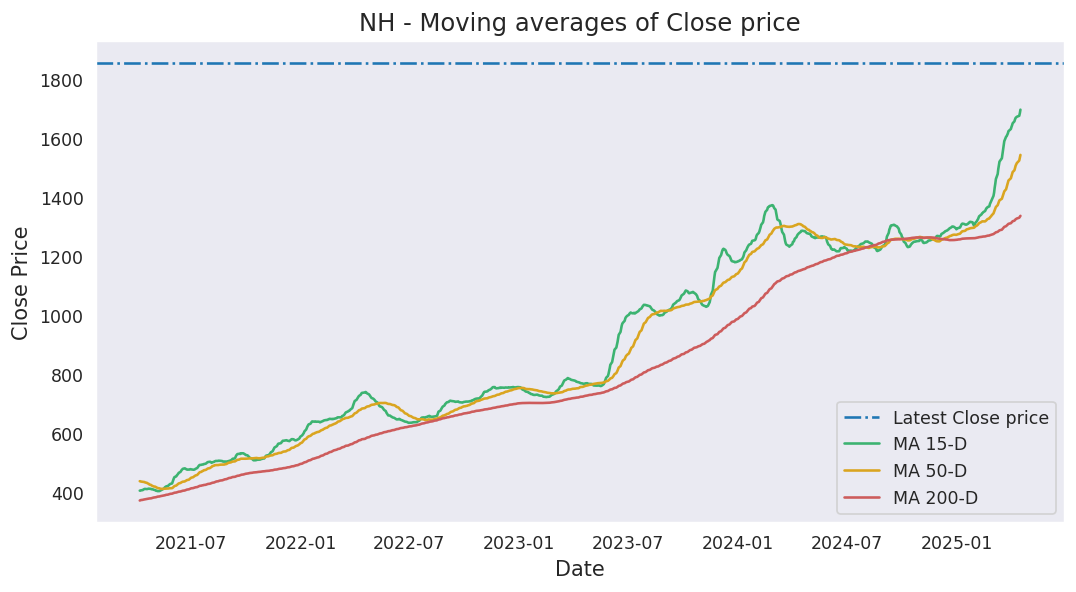 NH - Moving averages of Close price
Close Price
1800
1600
1400
1200
1000
800
600
400
Latest Close price
MA 15-D
MA 50-D
MA 200-D
2021-07 2022-01 2022-07 2023-01 2023-07 2024-01 2024-07 2025-01
Date